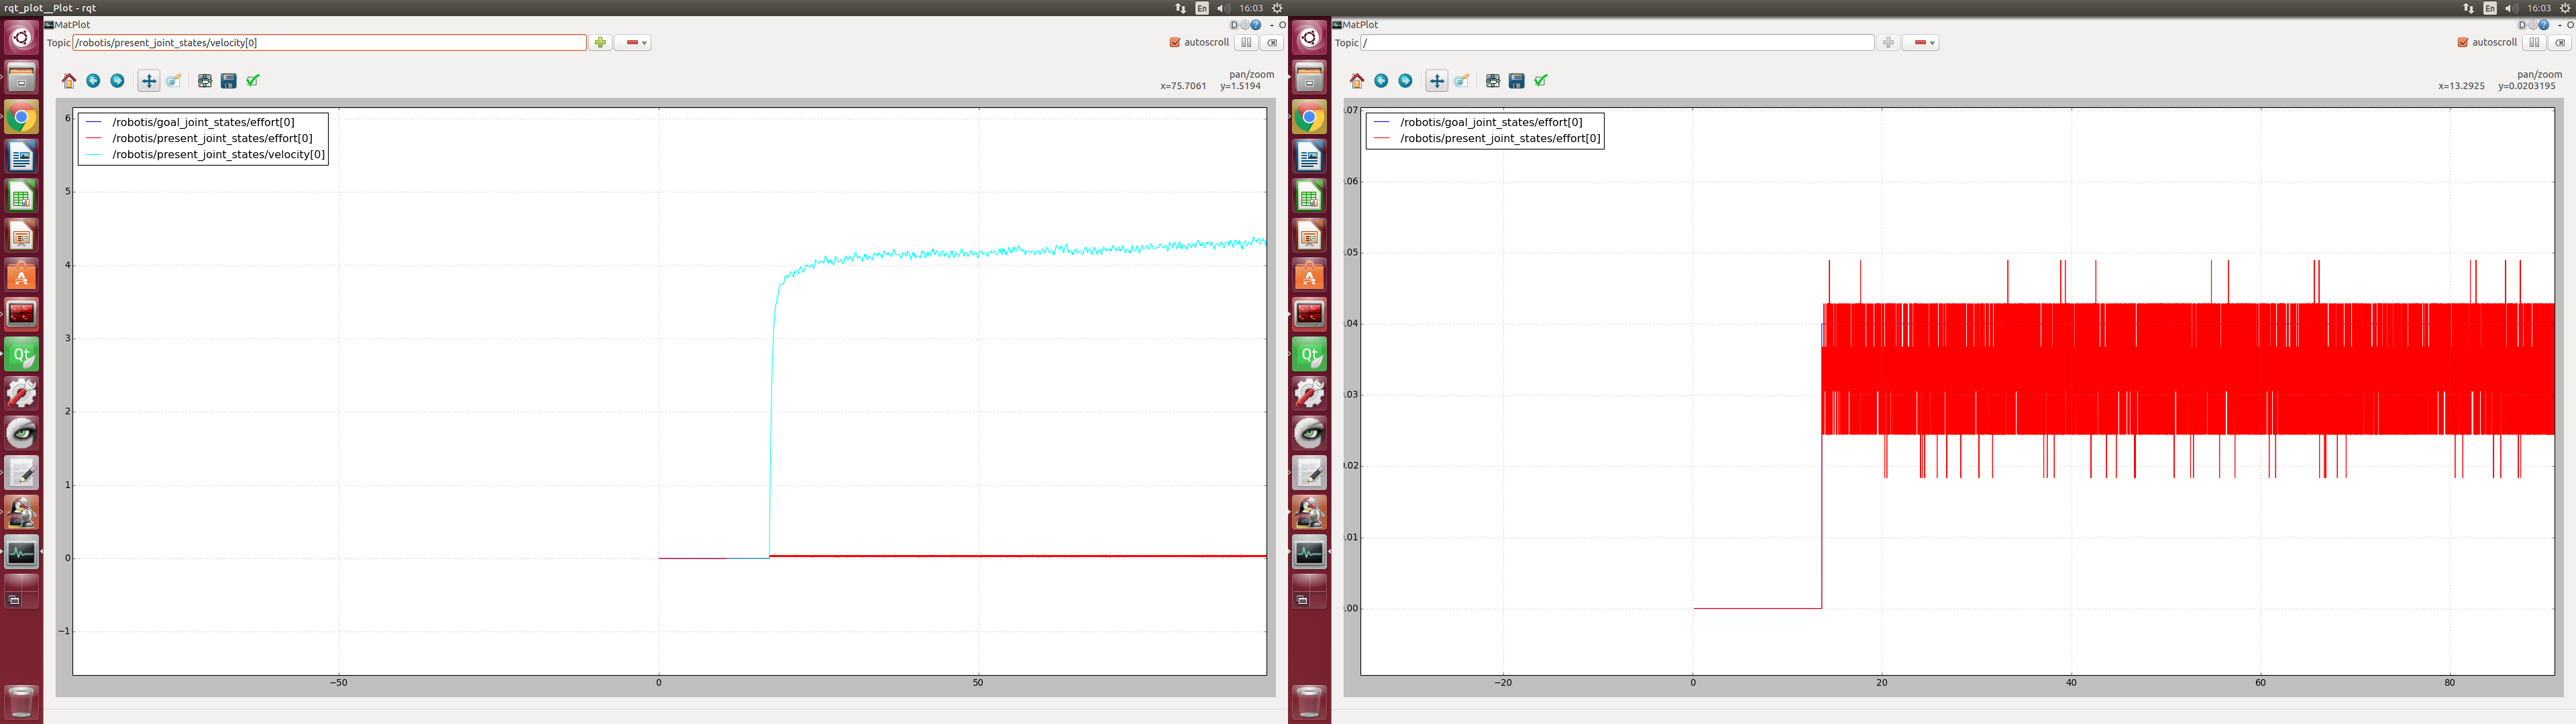 rqt_plot__Plot - rqt
En
16:03
MatPlot
D
- O
Topic
/robotis/present_joint_states/velocity[0]
autoscroll
pan/zoom
x=75.7061 y=1.5194
/robotis/goal_joint_states/effort[0]
/robotis/present_joint_states/effort[0]
/robotis/present_joint_states/velocity[0]
6
5
4
3
2
1
0
−1
−50
0
50
Qt
En
16:03
MatPlot
D
- O
Topic
/
autoscroll
pan/zoom
x=13.2925 y=0.0203195
/robotis/goal_joint_states/effort[0]
/robotis/present_joint_states/effort[0]
.07
.06
.05
.04
.03
.02
.01
.00
−20
0
20
40
60
80
Qt